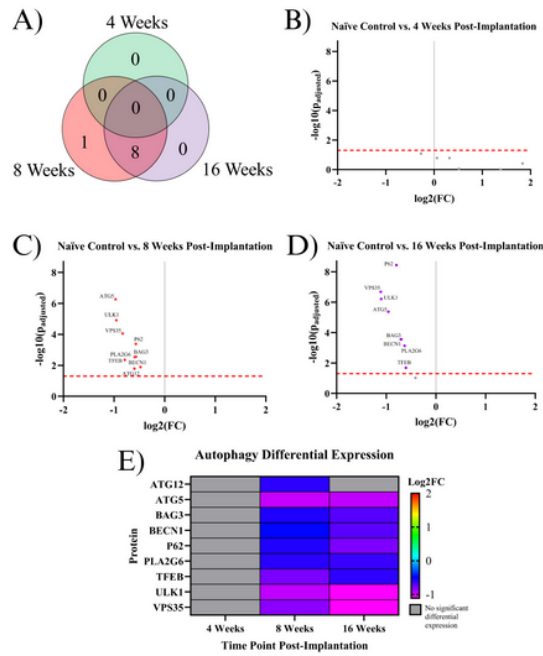 A)
4 Weeks
0
0
0
0
1
8
0
8 Weeks
16 Weeks
B)
Naïve Control vs. 4 Weeks Post-Implantation
-log10(p adjusted)
8
6
4
2
0
-2
-1
0
1
2
log2(FC)
C)
Naïve Control vs. 8 Weeks Post-Implantation
-log10(p adjusted)
8
6
4
2
0
ATG5
ULK1
VPS35
P62
PLA2G6
BAG3
TFEB
BECN1
ATG12
-2
-1
0
1
2
log2(FC)
D)
Naïve Control vs. 16 Weeks Post-Implantation
-log10(p adjusted)
8
6
4
2
0
P62
VPS35
ULK1
ATG5
BAG3
BECN1
PLA2G6
TFEB
-2
-1
0
1
2
log2(FC)
E)
Autophagy Differential Expression
Protein
ATG12
ATG5
BAG3
BECN1
P62
PLA2G6
TFEB
ULK1
VPS35
4 Weeks 8 Weeks 16 Weeks
Time Point Post-Implantation
Log2FC
2
1
0
-1
No significant
differential
expression